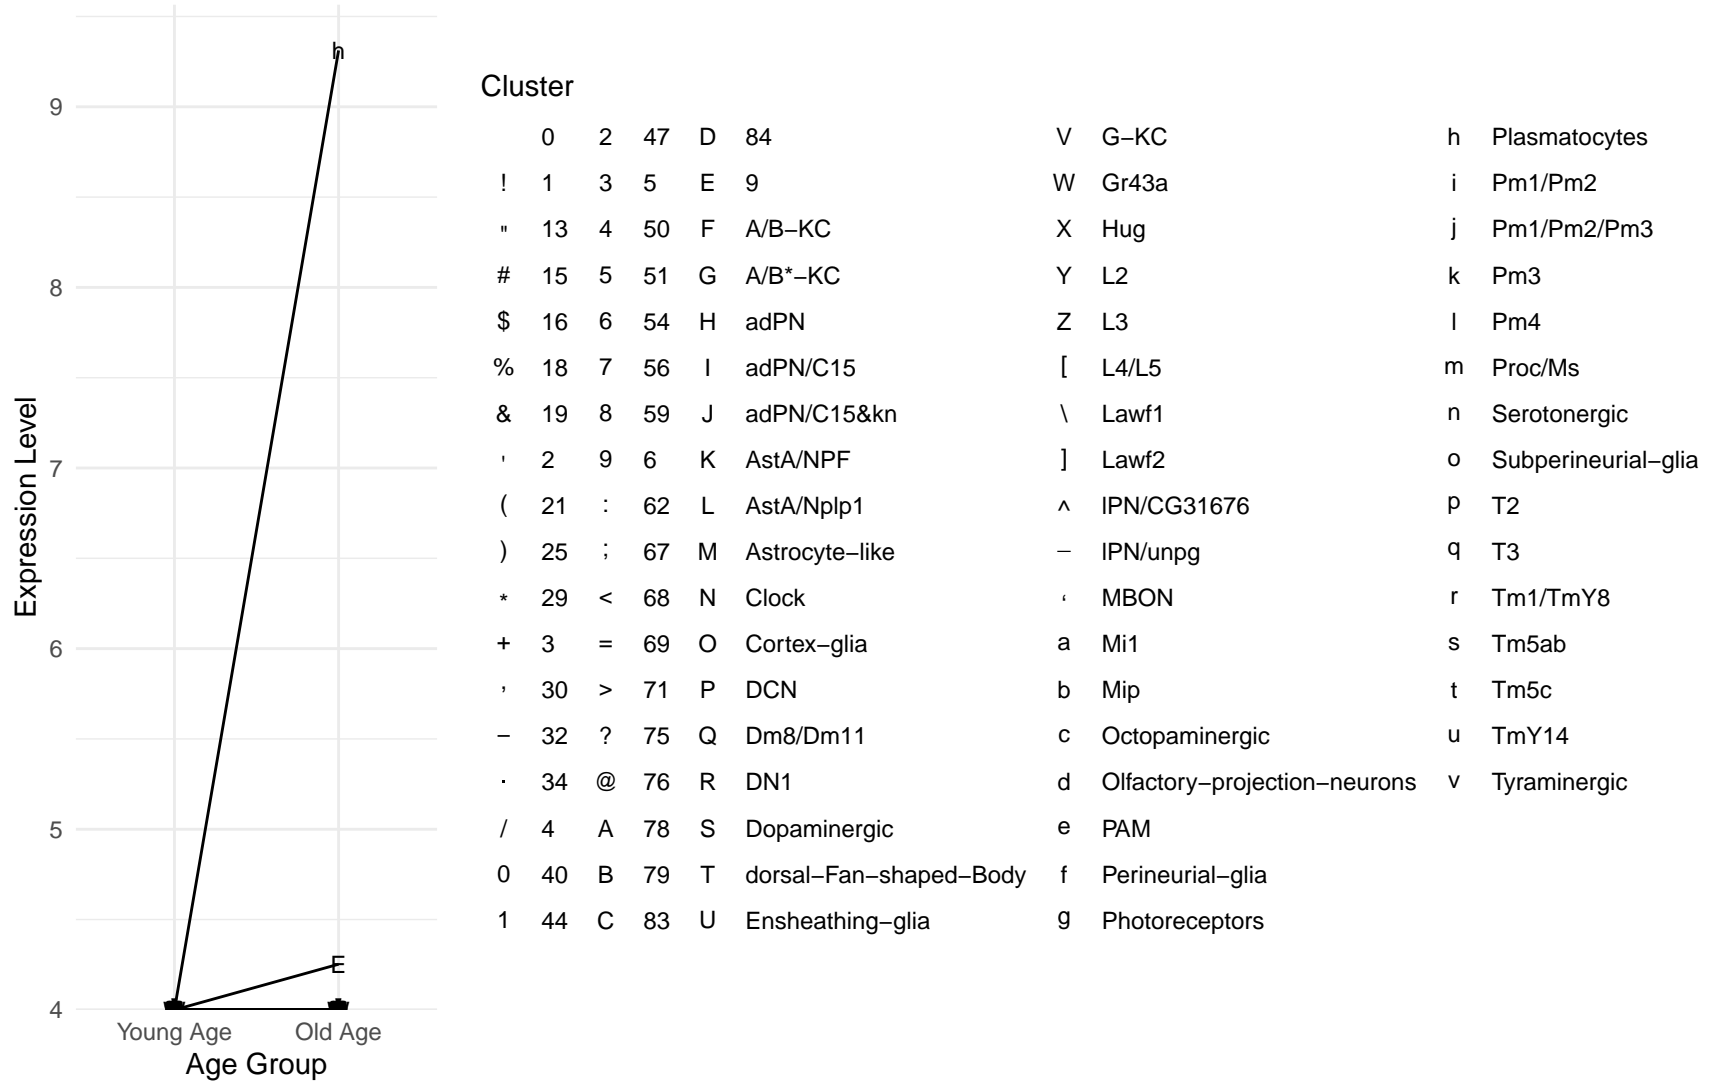 Cluster
0 2 47 D 84 V G−KC h Plasmatocytes
! 1 3 5 E 9 W Gr43a i Pm1/Pm2
" 13 4 50 F A/B−KC X Hug j Pm1/Pm2/Pm3
# 15 5 51 G A/B*−KC Y L2 k Pm3
$ 16 6 54 H adPN Z L3 l Pm4
% 18 7 56 I adPN/C15 [ L4/L5 m Proc/Ms
& 19 8 59 J adPN/C15&kn \ Lawf1 n Serotonergic
' 2 9 6 K AstA/NPF ] Lawf2 o Subperineurial−glia
( 21 : 62 L AstA/Nplp1 ^ lPN/CG31676 p T2
) 25 ; 67 M Astrocyte−like − lPN/unpg q T3
* 29 < 68 N Clock ‘ MBON r Tm1/TmY8
+ 3 = 69 O Cortex−glia a Mi1 s Tm5ab
, 30 > 71 P DCN b Mip t Tm5c
− 32 ? 75 Q Dm8/Dm11 c Octopaminergic u TmY14
. 34 @ 76 R DN1 d Olfactory−projection−neurons v Tyraminergic
/ 4 A 78 S Dopaminergic e PAM
0 40 B 79 T dorsal−Fan−shaped−Body f Perineurial−glia
1 44 C 83 U Ensheathing−glia g Photoreceptors
h
E
9
8
7
6
5
4
Expression Level
Young Age Old Age
Age Group